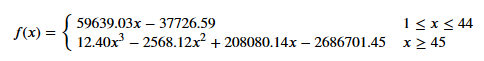 f(x) = { 59639.03x – 37726.59 1 ≤ x ≤ 44
12.40x³ – 2568.12x² + 208080.14x – 2686701.45 x ≥ 45